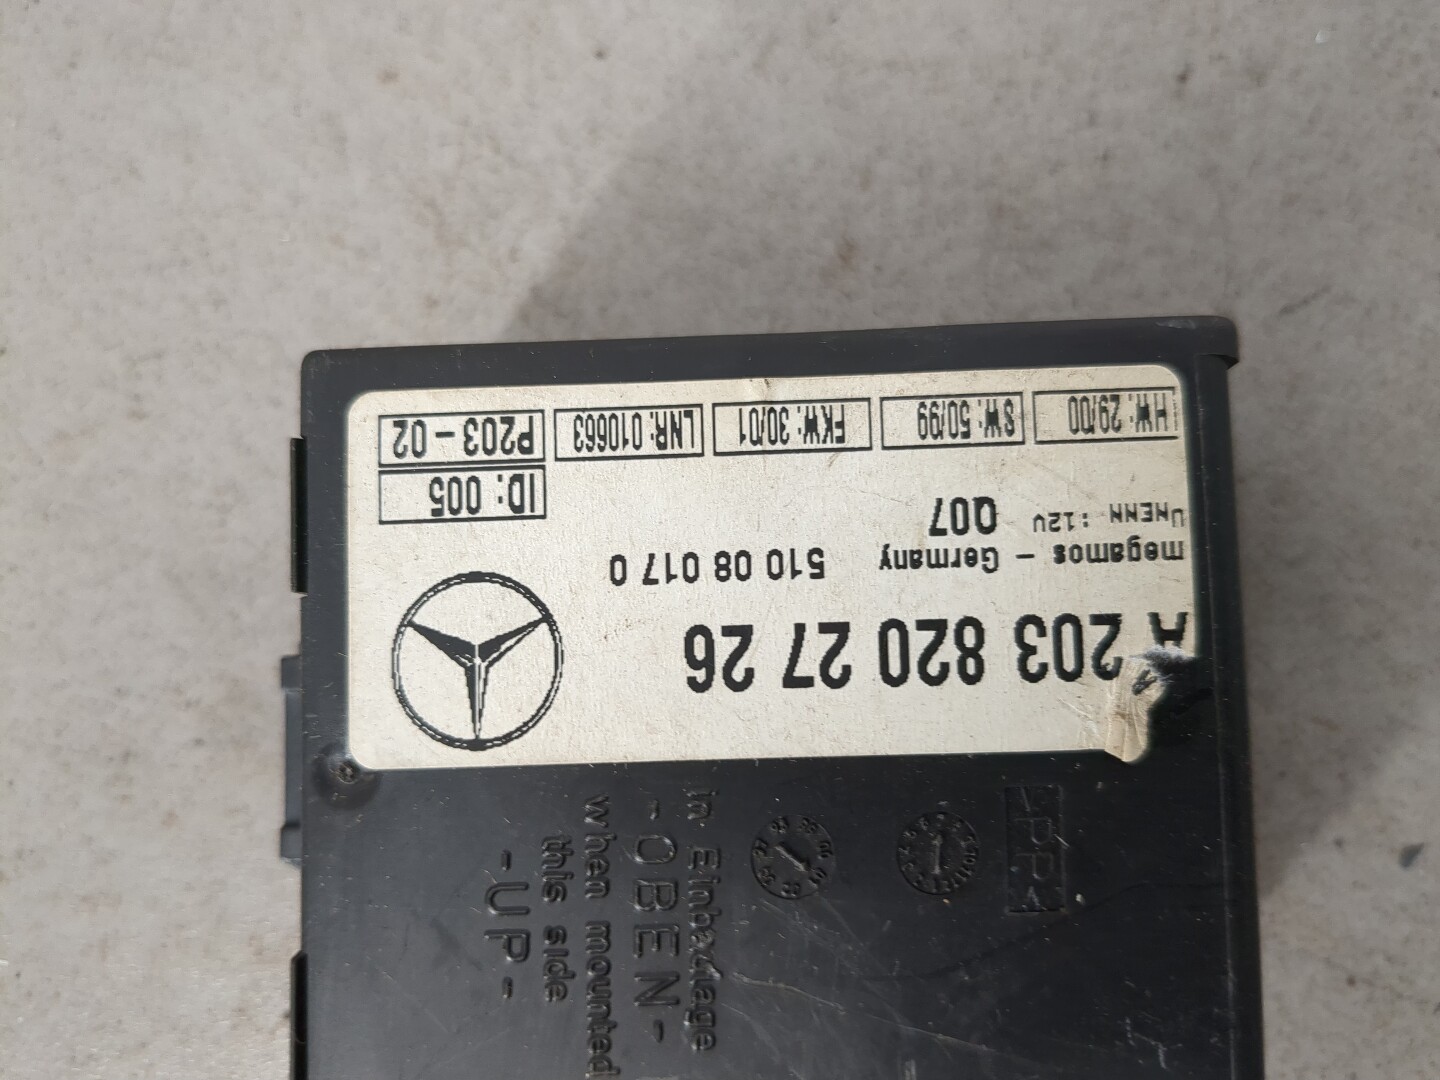 A 203 820 27 26
megamos – Germany 510 08 017 0
UNENN : 12V Q07
ID: 005
HW: 29/00 SW: 50/99 FKW: 30/01 LNR: 010663 P203-02
in Einbaulage
- OBEN -
when mounted
this side
- UP -